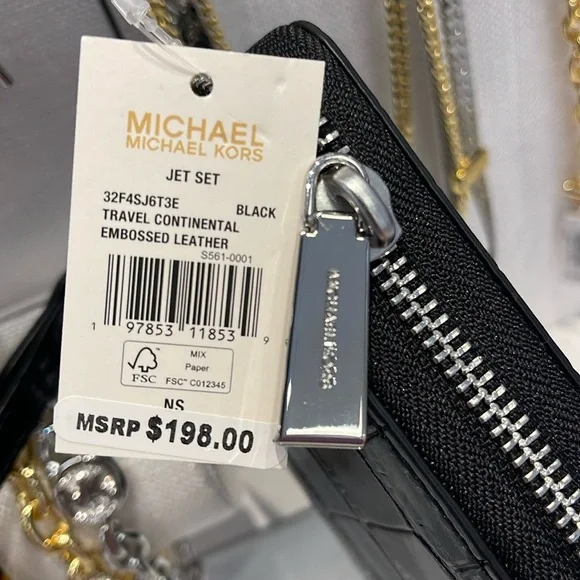 MICHAEL
MICHAEL KORS
JET SET
32F4SJ6T3E BLACK
TRAVEL CONTINENTAL
EMBOSSED LEATHER
S561-0001
1 97853 11853 9
FSC
MIX
Paper
FSC™ C012345
NS
MSRP $198.00
MICHAEL KORS